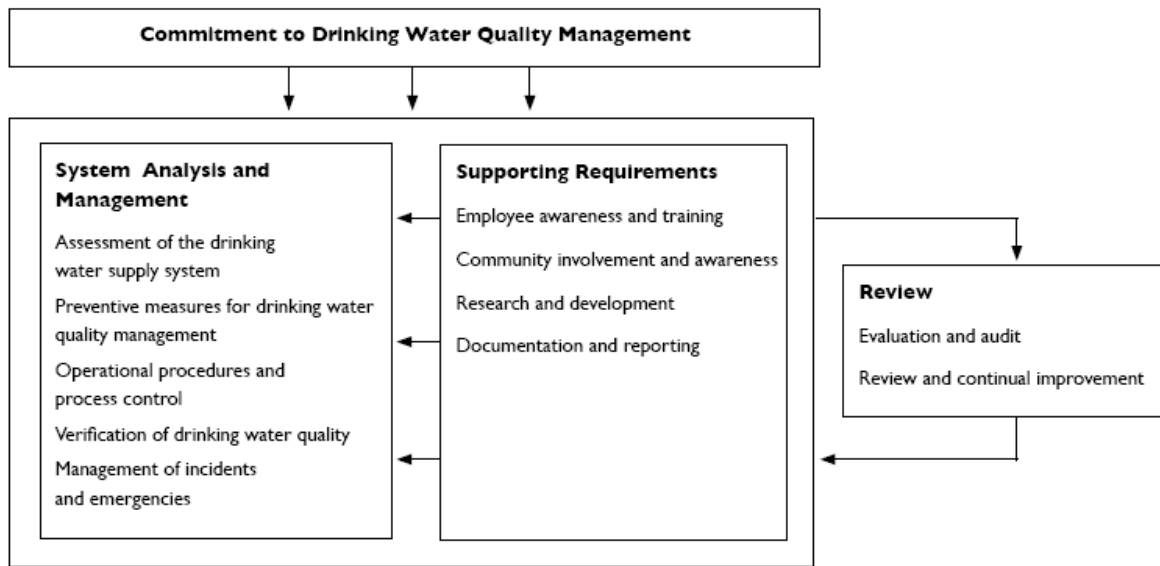 Commitment to Drinking Water Quality Management
System Analysis and
Management
Assessment of the drinking
water supply system
Preventive measures for drinking water
quality management
Operational procedures and
process control
Verification of drinking water quality
Management of incidents
and emergencies
Supporting Requirements
Employee awareness and training
Community involvement and awareness
Research and development
Documentation and reporting
Review
Evaluation and audit
Review and continual improvement